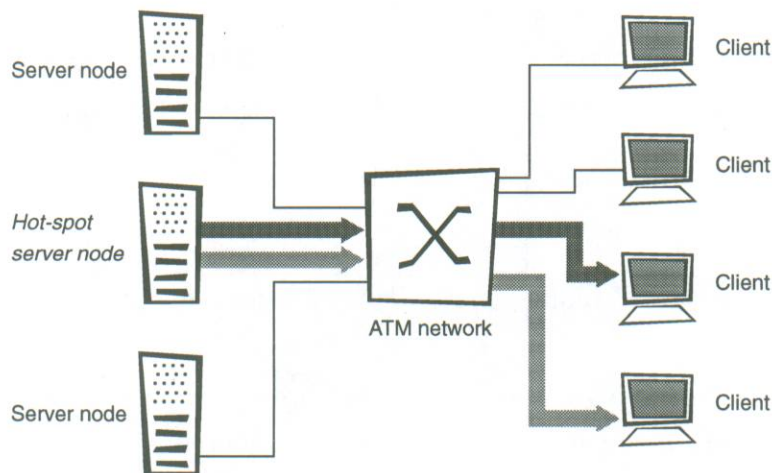 Server node
Client
Client
Hot-spot
server node
Client
ATM network
Server node
Client